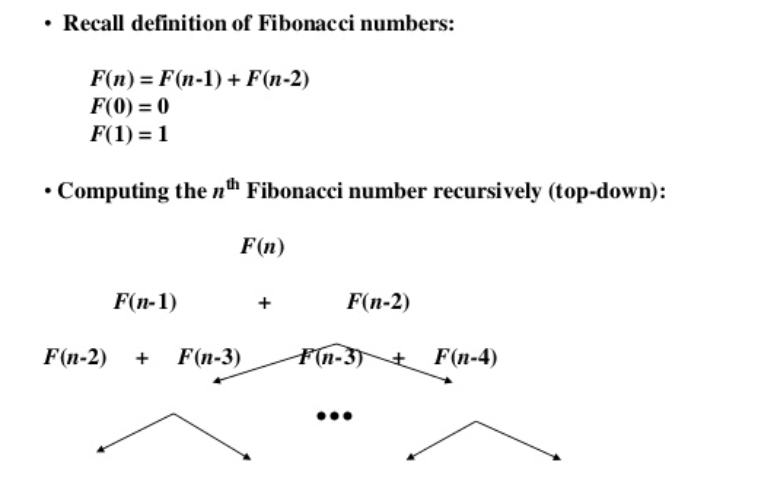 • Recall definition of Fibonacci numbers:
F(n) = F(n-1) + F(n-2)
F(0) = 0
F(1) = 1
• Computing the nth Fibonacci number recursively (top-down):
F(n)
F(n-1) + F(n-2)
F(n-2) + F(n-3) F(n-3) + F(n-4)
•••